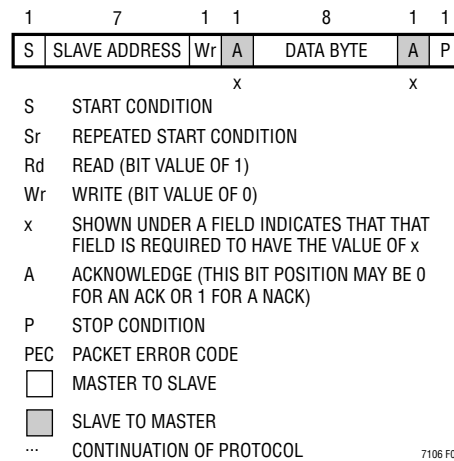 1 7 1 1 8 1 1
S SLAVE ADDRESS Wr A DATA BYTE A P
x x
S START CONDITION
Sr REPEATED START CONDITION
Rd READ (BIT VALUE OF 1)
Wr WRITE (BIT VALUE OF 0)
x SHOWN UNDER A FIELD INDICATES THAT THAT
FIELD IS REQUIRED TO HAVE THE VALUE OF x
A ACKNOWLEDGE (THIS BIT POSITION MAY BE 0
FOR AN ACK OR 1 FOR A NACK)
P STOP CONDITION
PEC PACKET ERROR CODE
MASTER TO SLAVE
SLAVE TO MASTER
... CONTINUATION OF PROTOCOL
7106 F0